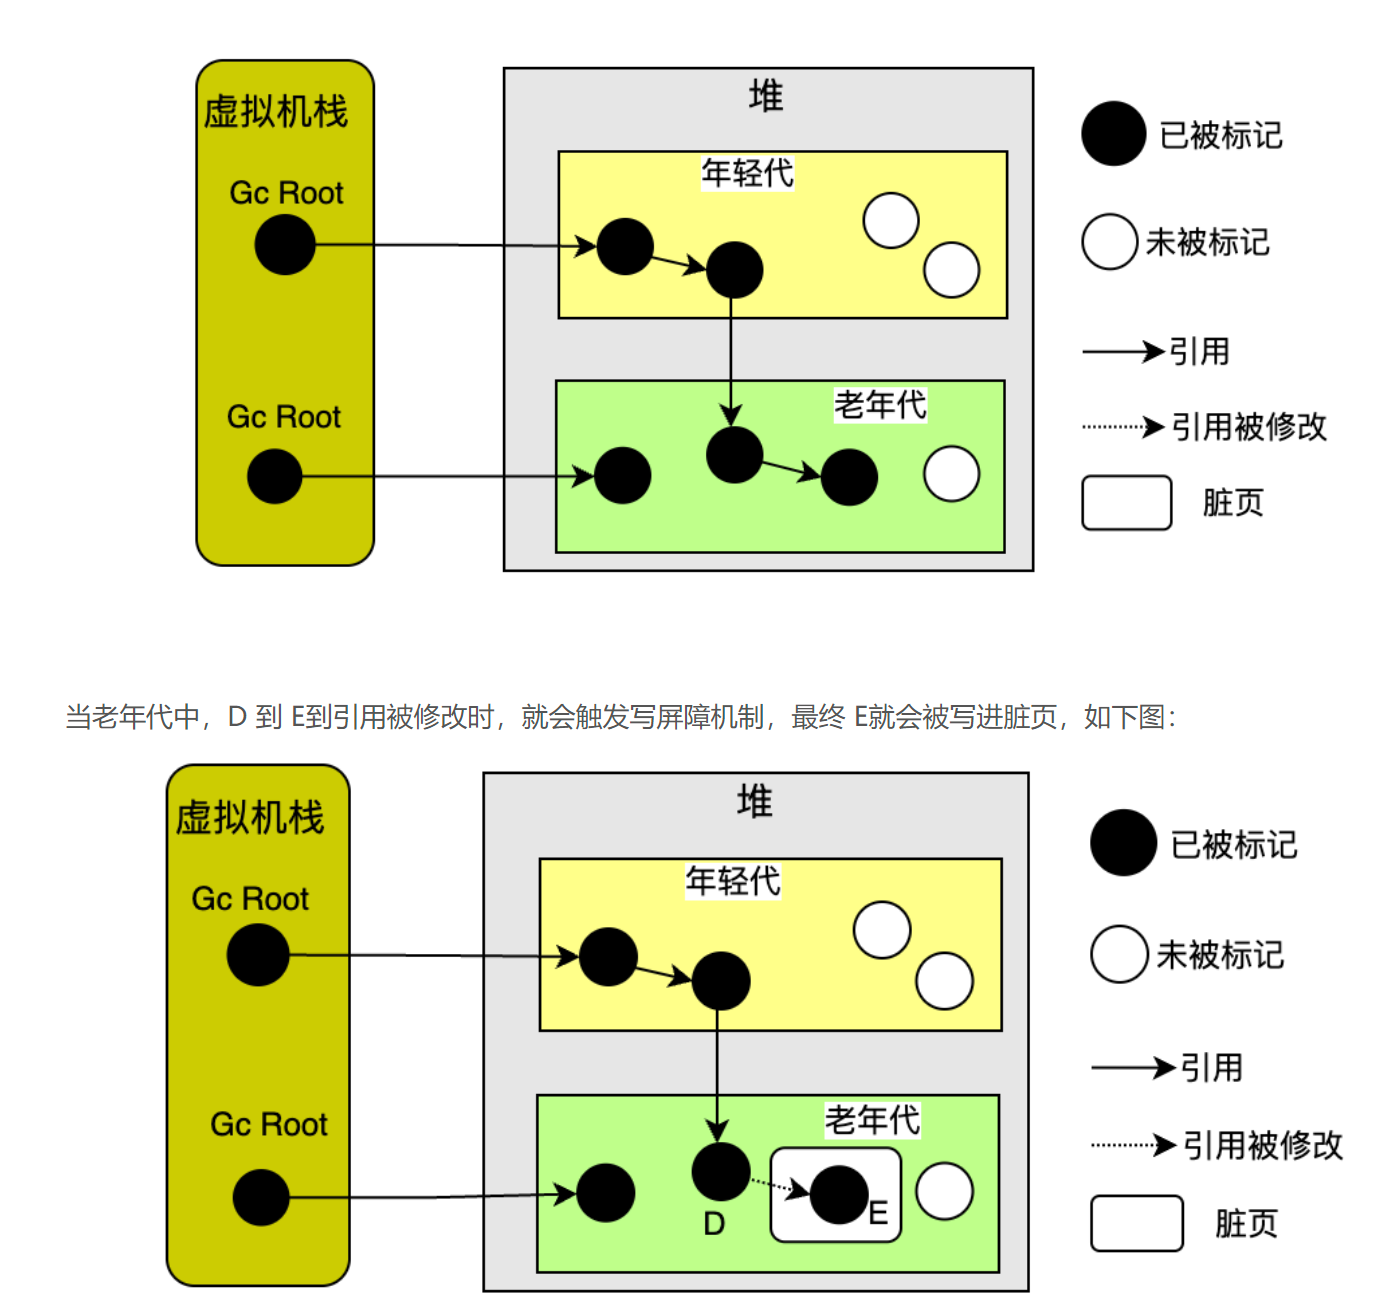 虚拟机栈
堆
Gc Root
年轻代
已被标记
未被标记
引用
Gc Root
老年代
引用被修改
脏页
当老年代中，D 到 E到引用被修改时，就会触发写屏障机制，最终 E就会被写进脏页，如下图：
虚拟机栈
堆
Gc Root
年轻代
已被标记
未被标记
引用
Gc Root
老年代
引用被修改
D
E
脏页